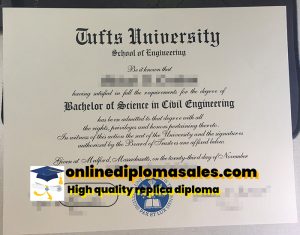 Tufts University
School of Engineering
Be it known that
having satisfied in full the requirements for the degree of
Bachelor of Science in Civil Engineering
has been admitted to that degree with all
the rights, privileges and honors pertaining thereto.
In witness of this action the seal of the University and the signatures
authorized by the Board of Trustees are affixed below
Given at Medford, Massachusetts, on the twenty-third day of November
onlinediplomasales.com
High quality replica diploma